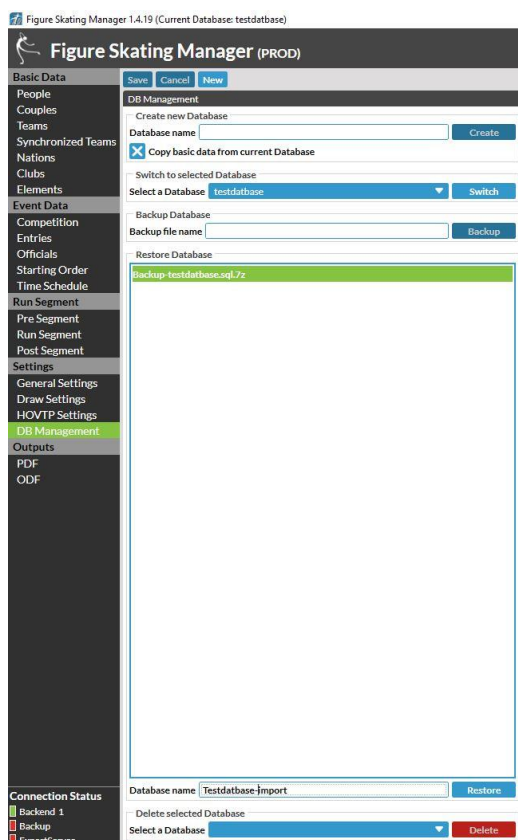 Figure Skating Manager 1.4.19 (Current Database: testdatbase)
Figure Skating Manager (PROD)
Basic Data
People
Couples
Teams
Synchronized Teams
Nations
Clubs
Elements
Event Data
Competition
Entries
Officials
Starting Order
Time Schedule
Run Segment
Pre Segment
Run Segment
Post Segment
Settings
General Settings
Draw Settings
HOVTP Settings
DB Management
Outputs
PDF
ODF
Connection Status
Backend 1
Backup
Save Cancel New
DB Management
Create new Database
Database name Create
Copy basic data from current Database
Switch to selected Database
Select a Database testdatbase Switch
Backup Database
Backup file name Backup
Restore Database
Backup-testdatbase.sql.7z
Database name Testdatbase-import Restore
Delete selected Database
Select a Database Delete